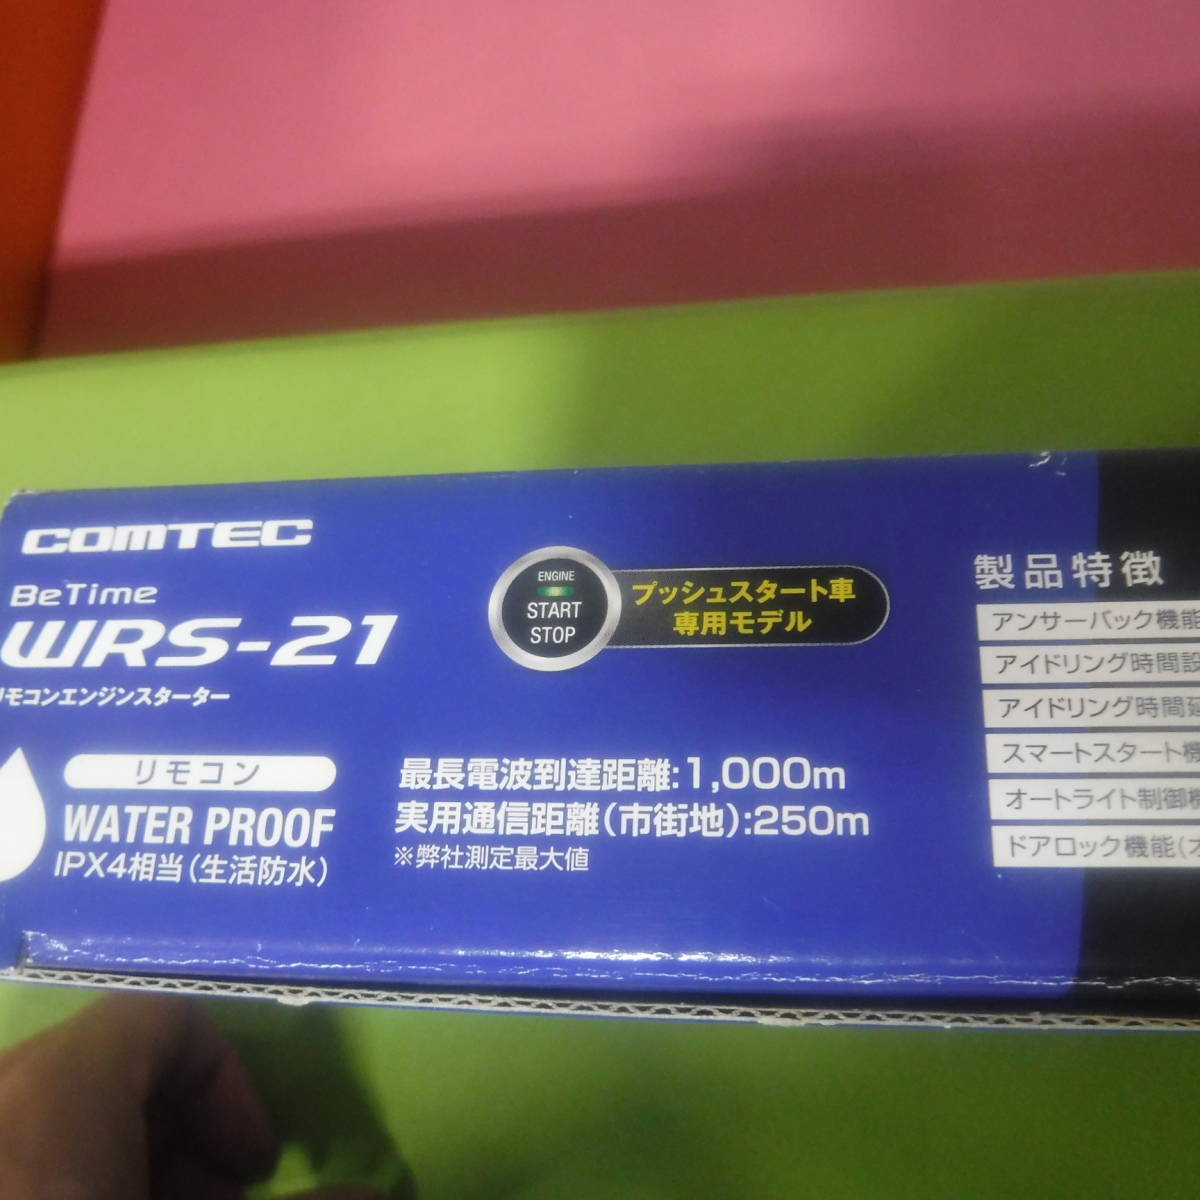 COMTEC
BeTime
WRS-21
リモコンエンジンスターター
リモコン
WATER PROOF
IPX4相当(生活防水)
ENGINE
START
STOP
プッシュスタート車
専用モデル
最長電波到達距離:1,000m
実用通信距離(市街地):250m
※弊社測定最大値
製品特徴
アンサーバック機能
アイドリング時間設
アイドリング時間延
スマートスタート機
オートライト制御機
ドアロック機能(オ